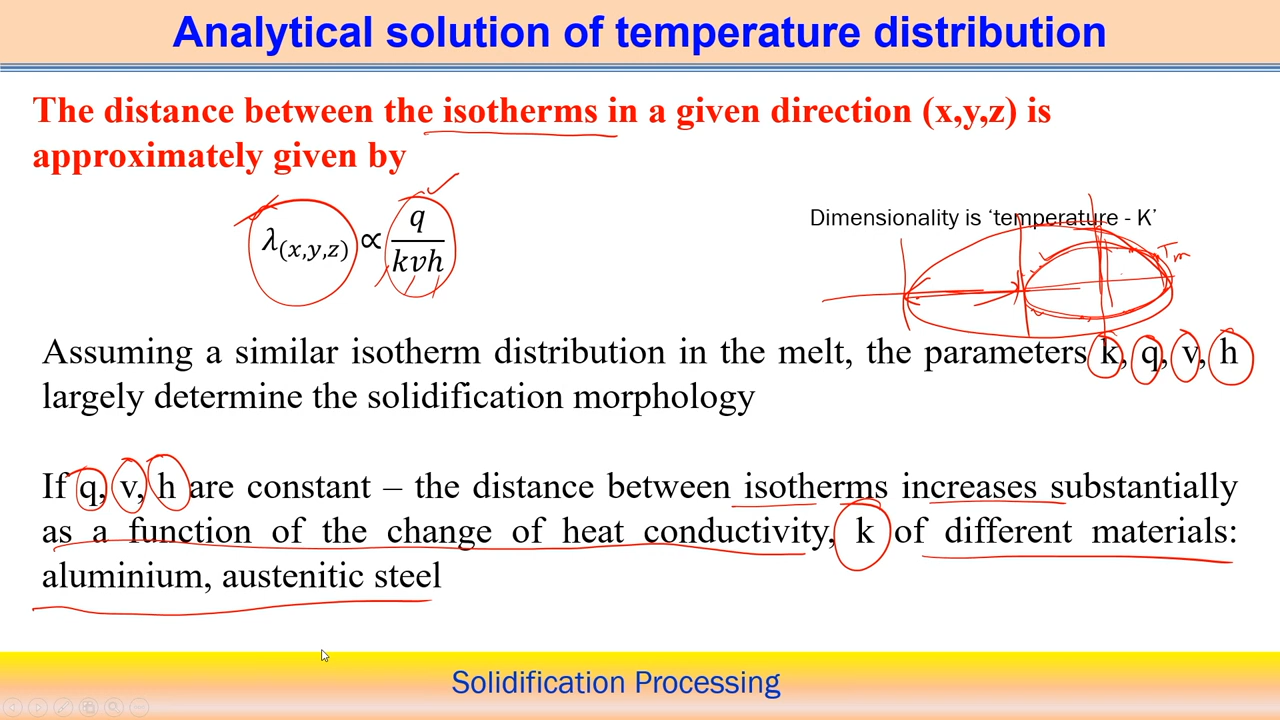 Analytical solution of temperature distribution
The distance between the isotherms in a given direction (x,y,z) is
approximately given by
λ(x,y,z) ∝ q/kvh
Dimensionality is ‘temperature - K’
Tm
Assuming a similar isotherm distribution in the melt, the parameters k, q, v, h
largely determine the solidification morphology
If q, v, h are constant – the distance between isotherms increases substantially
as a function of the change of heat conductivity, k of different materials:
aluminium, austenitic steel
Solidification Processing